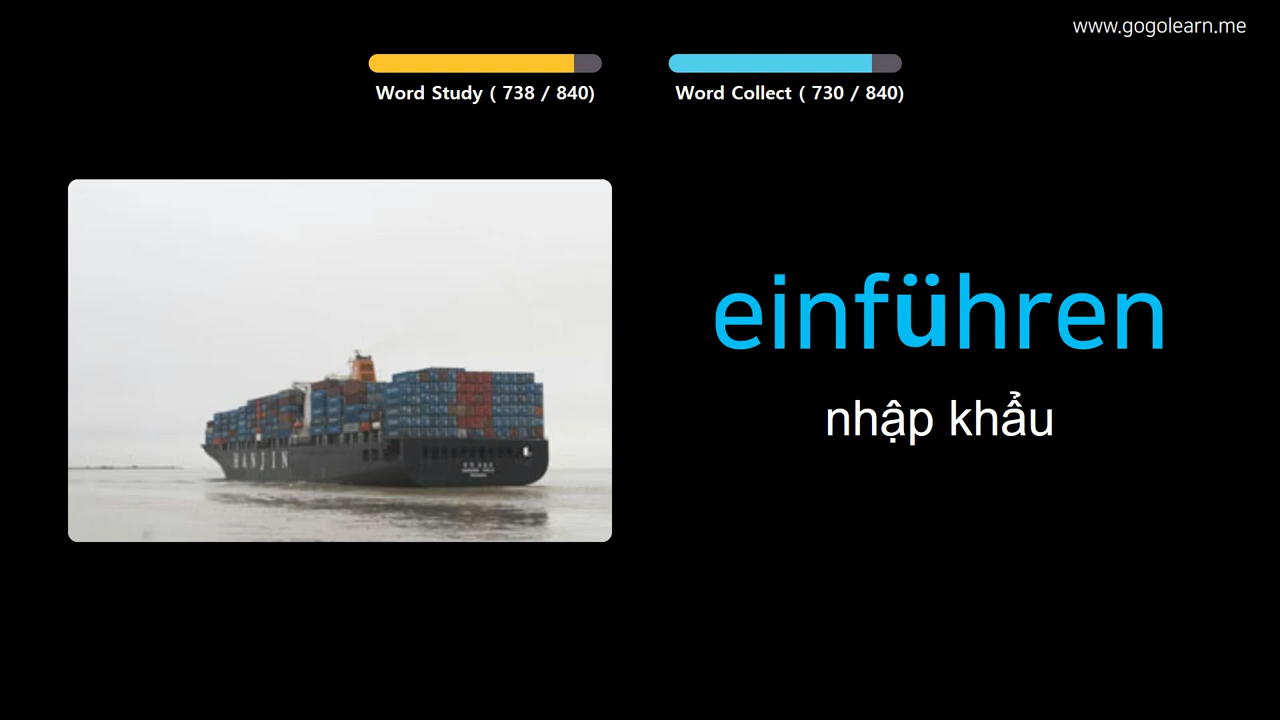 www.gogolearn.me
Word Study ( 738 / 840)
Word Collect ( 730 / 840)
einführen
nhập khẩu
HANJIN